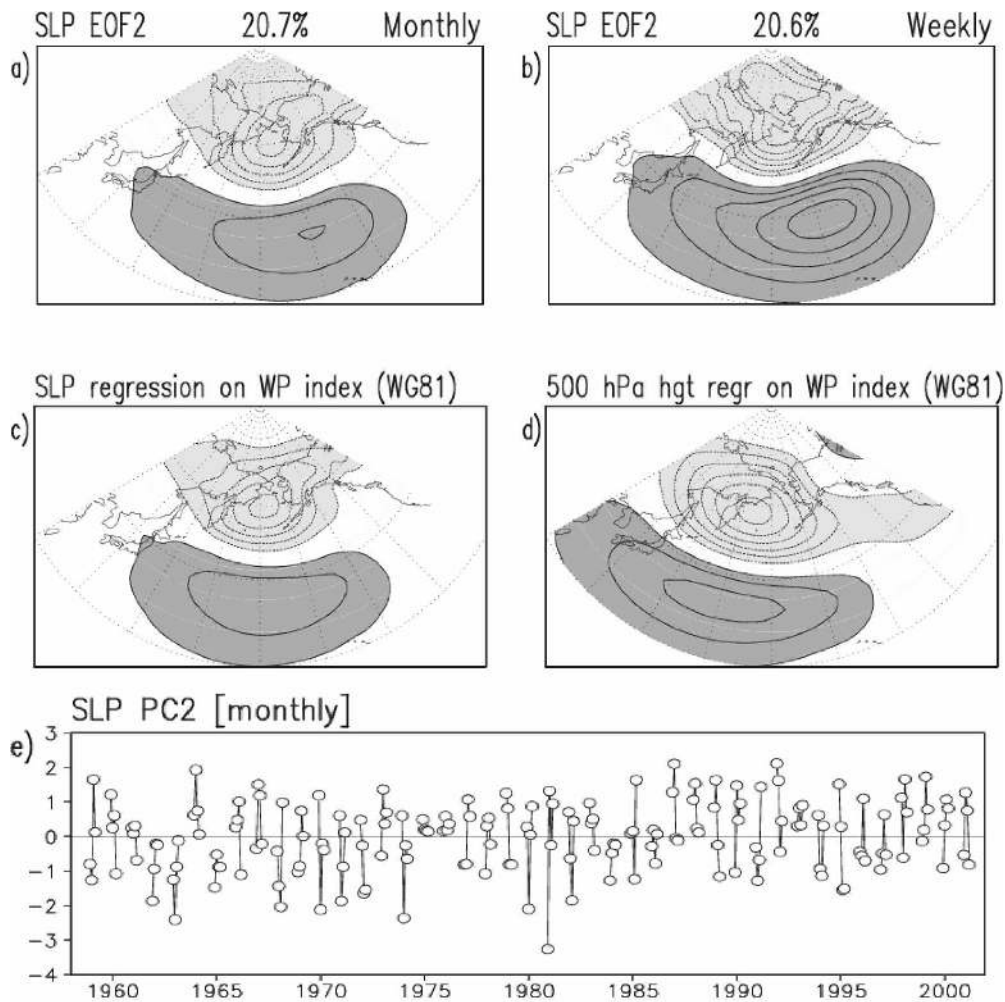 SLP EOF2 20.7% Monthly
a)
SLP EOF2 20.6% Weekly
b)
SLP regression on WP index (WG81)
c)
500 hPa hgt regr on WP index (WG81)
d)
SLP PC2 [monthly]
e)
3
2
1
0
-1
-2
-3
-4
1960 1965 1970 1975 1980 1985 1990 1995 2000